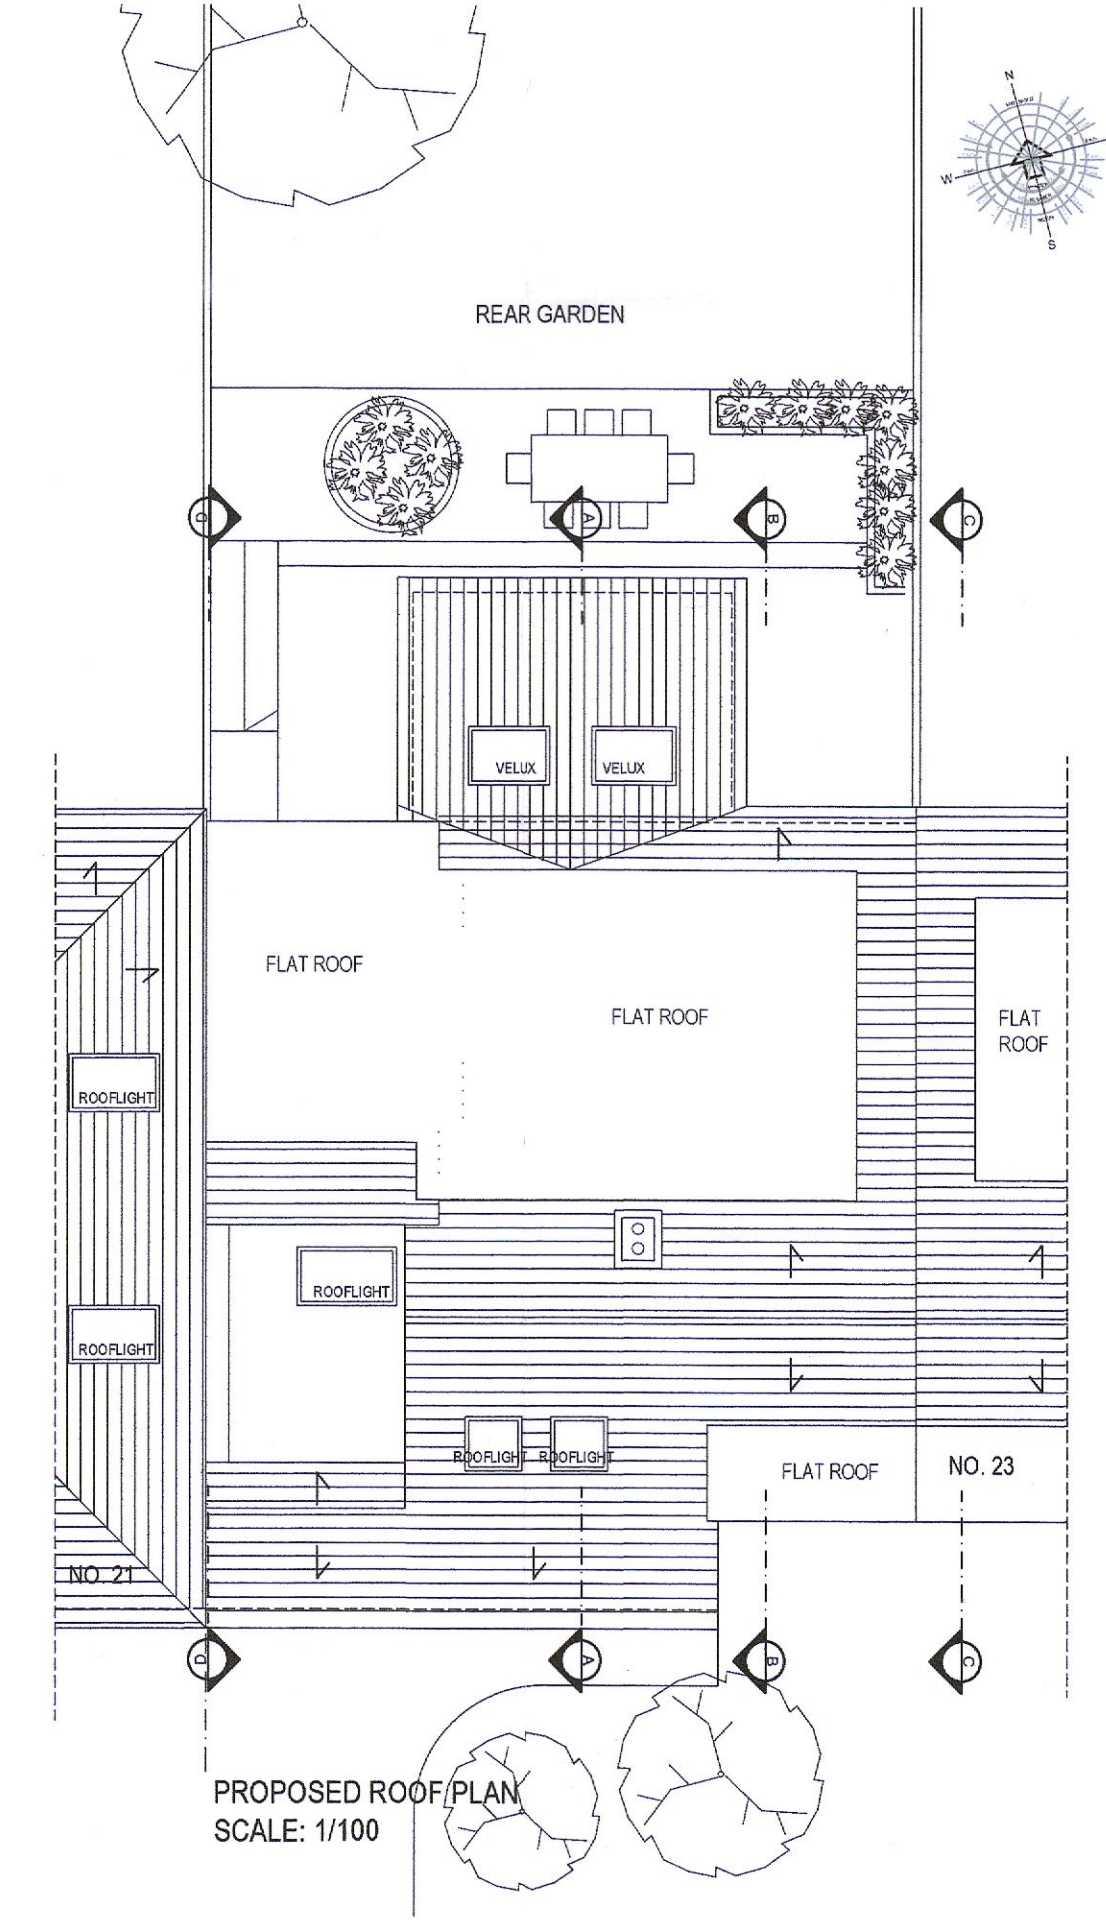 N
W
S
REAR GARDEN
D
A
B
C
VELUX
VELUX
FLAT ROOF
FLAT ROOF
FLAT
ROOF
ROOFLIGHT
ROOFLIGHT
ROOFLIGHT
ROOFLIGHT
ROOFLIGHT
FLAT ROOF
NO. 23
NO. 21
D
A
B
C
PROPOSED ROOF PLAN
SCALE: 1/100